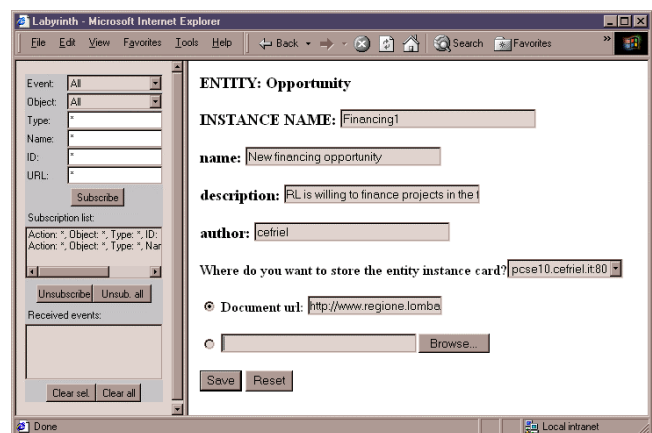 Labyrinth - Microsoft Internet Explorer
File Edit View Favorites Tools Help Back Search Favorites »
Event: All
Object: All
Type: *
Name: *
ID: *
URL: *
Subscribe
Subscription list:
Action: *, Object: *, Type: *, ID:
Action: *, Object: *, Type: *, Nar
Unsubscribe Unsub. all
Received events:
Clear sel. Clear all
ENTITY: Opportunity
INSTANCE NAME: Financing1
name: New financing opportunity
description: RL is willing to finance projects in the f
author: cefriel
Where do you want to store the entity instance card? pcse10.cefriel.it:80
Document url: http://www.regione.lomba
Browse...
Save Reset
Done Local intranet